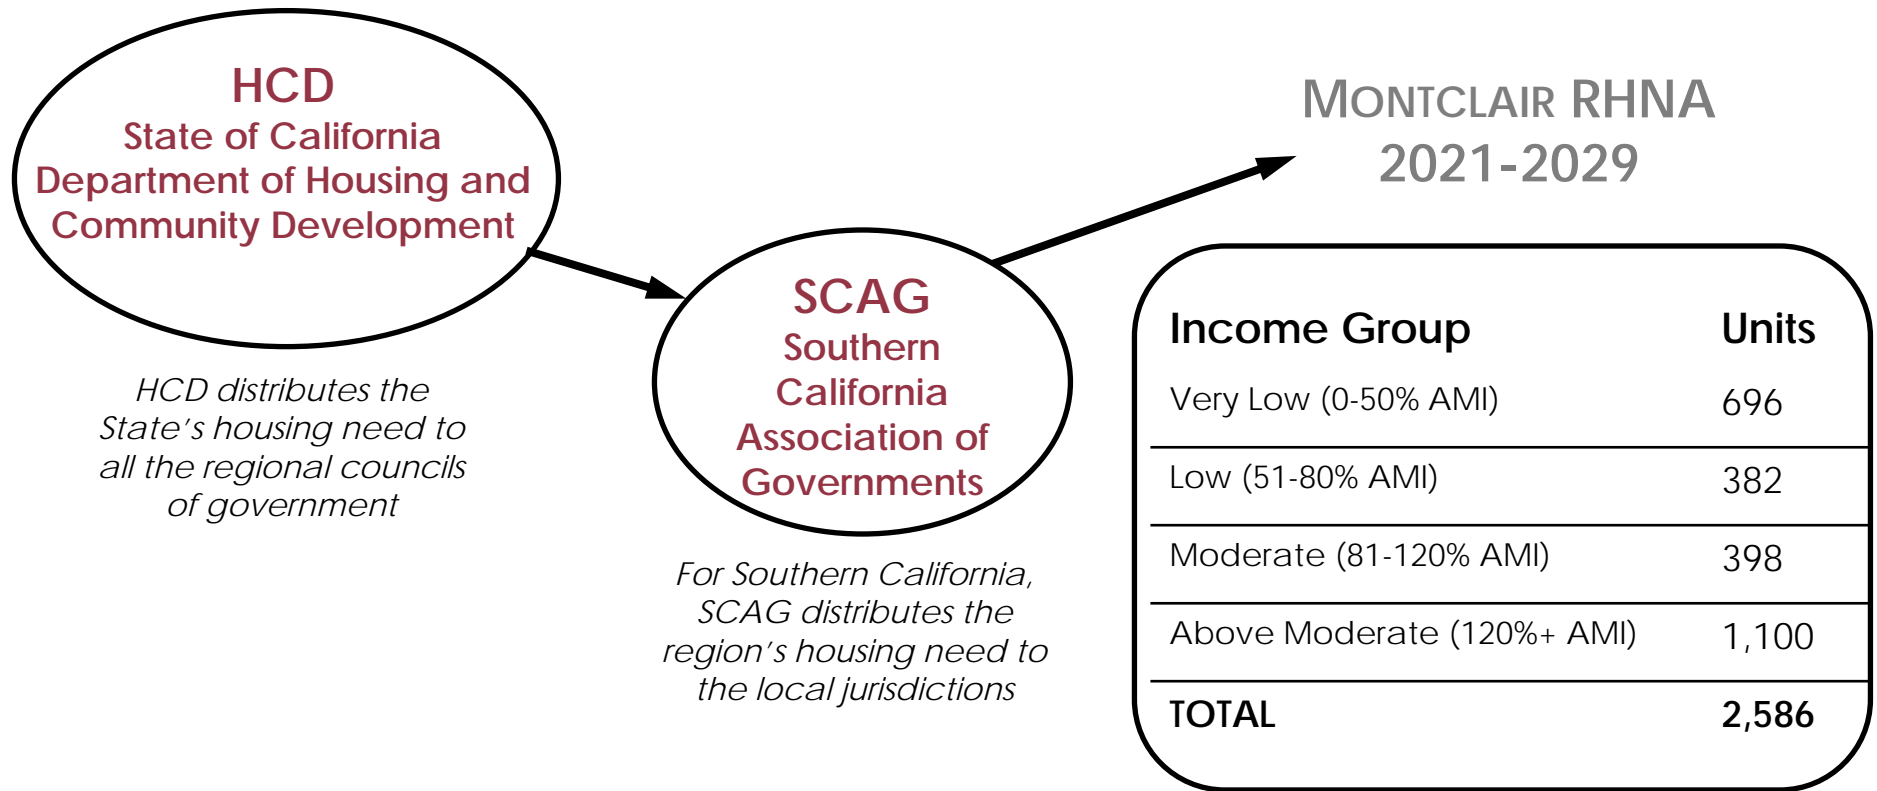 HCD
State of California
Department of Housing and
Community Development
HCD distributes the
State's housing need to
all the regional councils
of government
SCAG
Southern
California
Association of
Governments
For Southern California,
SCAG distributes the
region's housing need to
the local jurisdictions
MONTCLAIR RHNA
2021-2029
Income Group Units
Very Low (0-50% AMI) 696
Low (51-80% AMI) 382
Moderate (81-120% AMI) 398
Above Moderate (120%+ AMI) 1,100
TOTAL 2,586